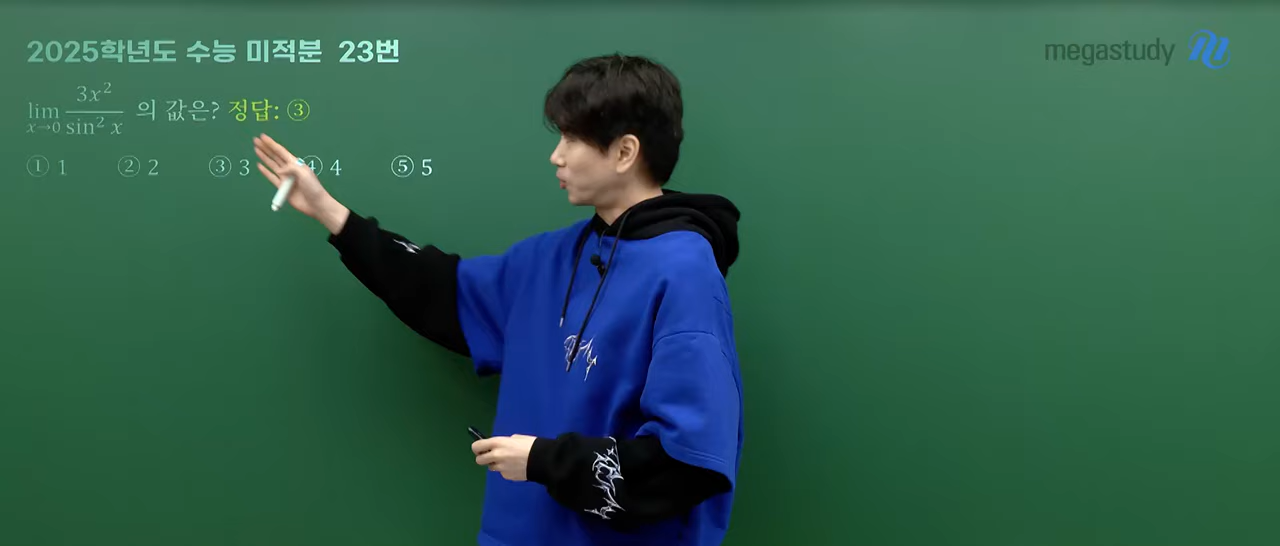 2025학년도 수능 미적분 23번
megastudy
lim x→0 3x² / sin² x 의 값은? 정답: ③
① 1 ② 2 ③ 3 ④ 4 ⑤ 5